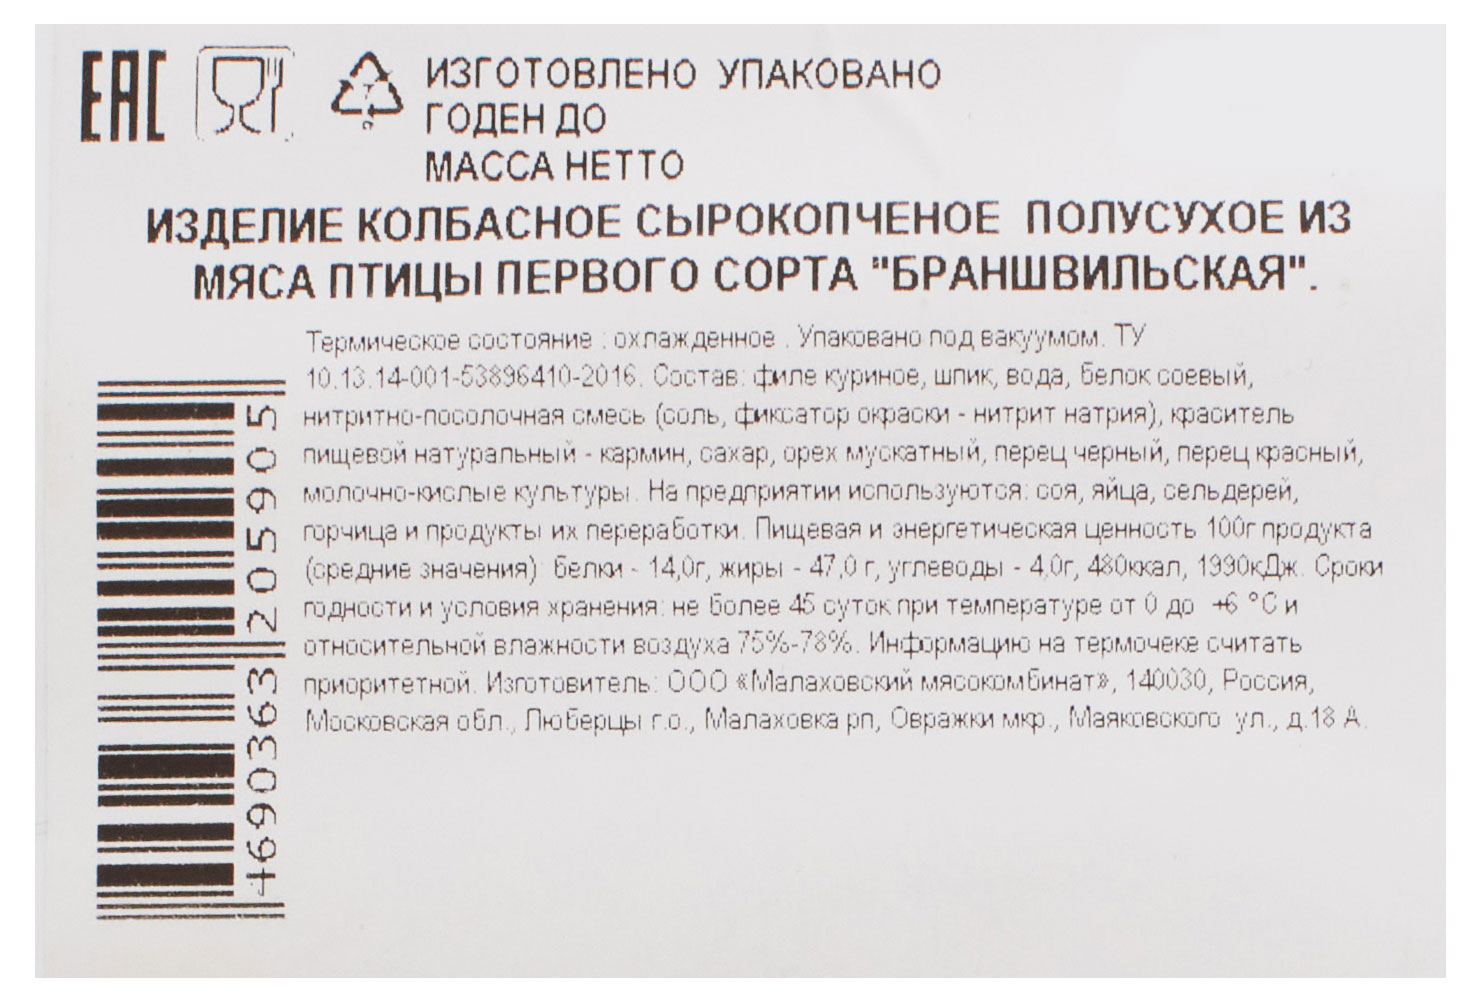 EAC
ИЗГОТОВЛЕНО УПАКОВАНО
ГОДЕН ДО
МАССА НЕТТО
ИЗДЕЛИЕ КОЛБАСНОЕ СЫРОКОПЧЕНОЕ ПОЛУСУХОЕ ИЗ
МЯСА ПТИЦЫ ПЕРВОГО СОРТА "БРАНШВИЛЬСКАЯ".
Термическое состояние : охлажденное . Упаковано под вакуумом. ТУ
10.13.14-001-53896410-2016. Состав: филе куриное, шпик, вода, белок соевый,
нитритно-посолочная смесь (соль, фиксатор окраски - нитрит натрия), краситель
пищевой натуральный - кармин, сахар, орех мускатный, перец черный, перец красный,
молочно-кислые культуры. На предприятии используются: соя, яйца, сельдерей,
горчица и продукты их переработки. Пищевая и энергетическая ценность 100г продукта
(средние значения): белки - 14,0г, жиры - 47,0 г, углеводы - 4,0г, 480ккал, 1990кДж. Сроки
годности и условия хранения: не более 45 суток при температуре от 0 до +6 °С и
относительной влажности воздуха 75%-78%. Информацию на термочеке считать
приоритетной. Изготовитель: ООО «Малаховский мясокомбинат», 140030, Россия,
Московская обл., Люберцы г.о., Малаховка рп, Овражки мкр., Маяковского ул., д.18 А.
4690363205905